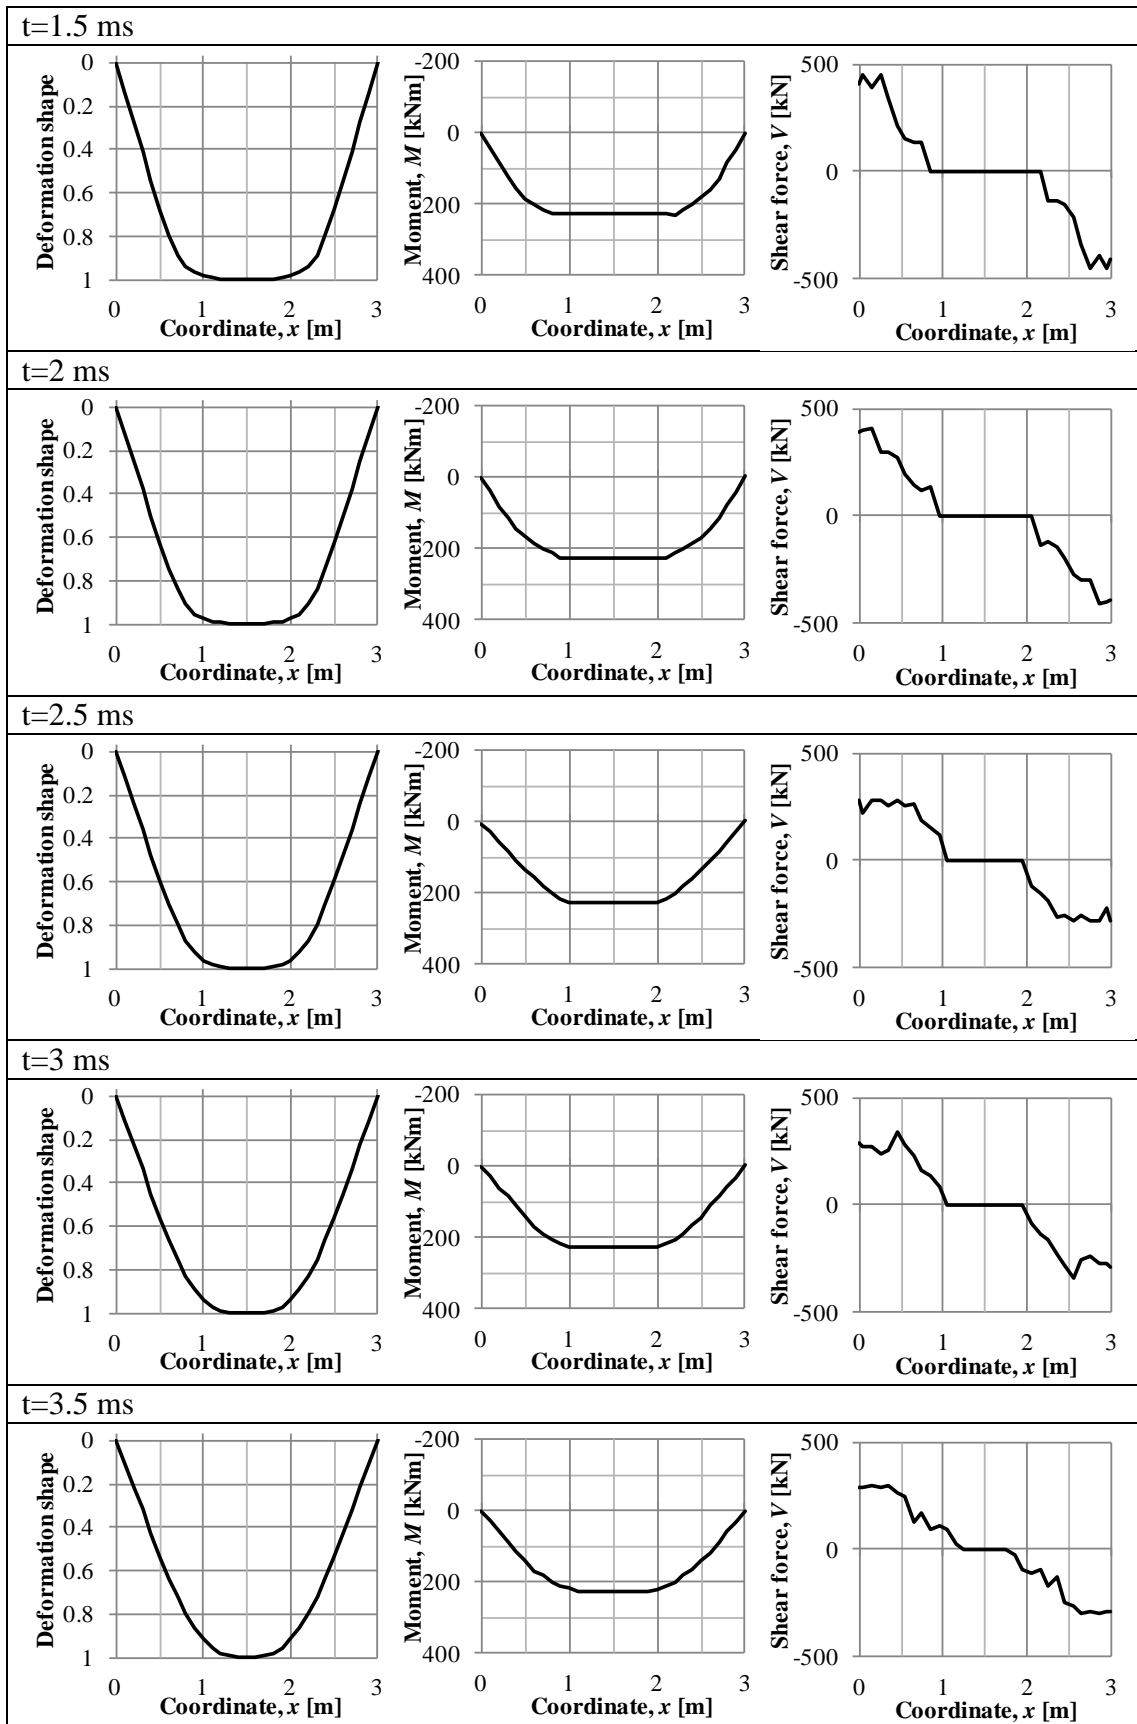 t=1.5 ms
Deformation shape
0
0.2
0.4
0.6
0.8
1
0 1 2 3
Coordinate, x [m]
Moment, M [kNm]
-200
0
200
400
0 1 2 3
Coordinate, x [m]
Shear force, V [kN]
500
0
-500
0 1 2 3
Coordinate, x [m]
t=2 ms
Deformation shape
0
0.2
0.4
0.6
0.8
1
0 1 2 3
Coordinate, x [m]
Moment, M [kNm]
-200
0
200
400
0 1 2 3
Coordinate, x [m]
Shear force, V [kN]
500
0
-500
0 1 2 3
Coordinate, x [m]
t=2.5 ms
Deformation shape
0
0.2
0.4
0.6
0.8
1
0 1 2 3
Coordinate, x [m]
Moment, M [kNm]
-200
0
200
400
0 1 2 3
Coordinate, x [m]
Shear force, V [kN]
500
0
-500
0 1 2 3
Coordinate, x [m]
t=3 ms
Deformation shape
0
0.2
0.4
0.6
0.8
1
0 1 2 3
Coordinate, x [m]
Moment, M [kNm]
-200
0
200
400
0 1 2 3
Coordinate, x [m]
Shear force, V [kN]
500
0
-500
0 1 2 3
Coordinate, x [m]
t=3.5 ms
Deformation shape
0
0.2
0.4
0.6
0.8
1
0 1 2 3
Coordinate, x [m]
Moment, M [kNm]
-200
0
200
400
0 1 2 3
Coordinate, x [m]
Shear force, V [kN]
500
0
-500
0 1 2 3
Coordinate, x [m]